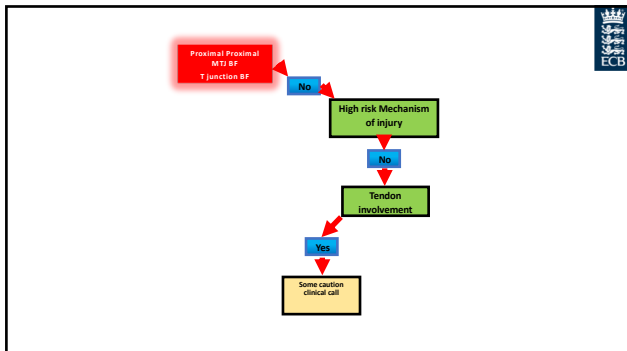 ECB
Proximal Proximal
MTJ BF
T junction BF
No
High risk Mechanism
of injury
No
Tendon
involvement
Yes
Some caution
clinical call